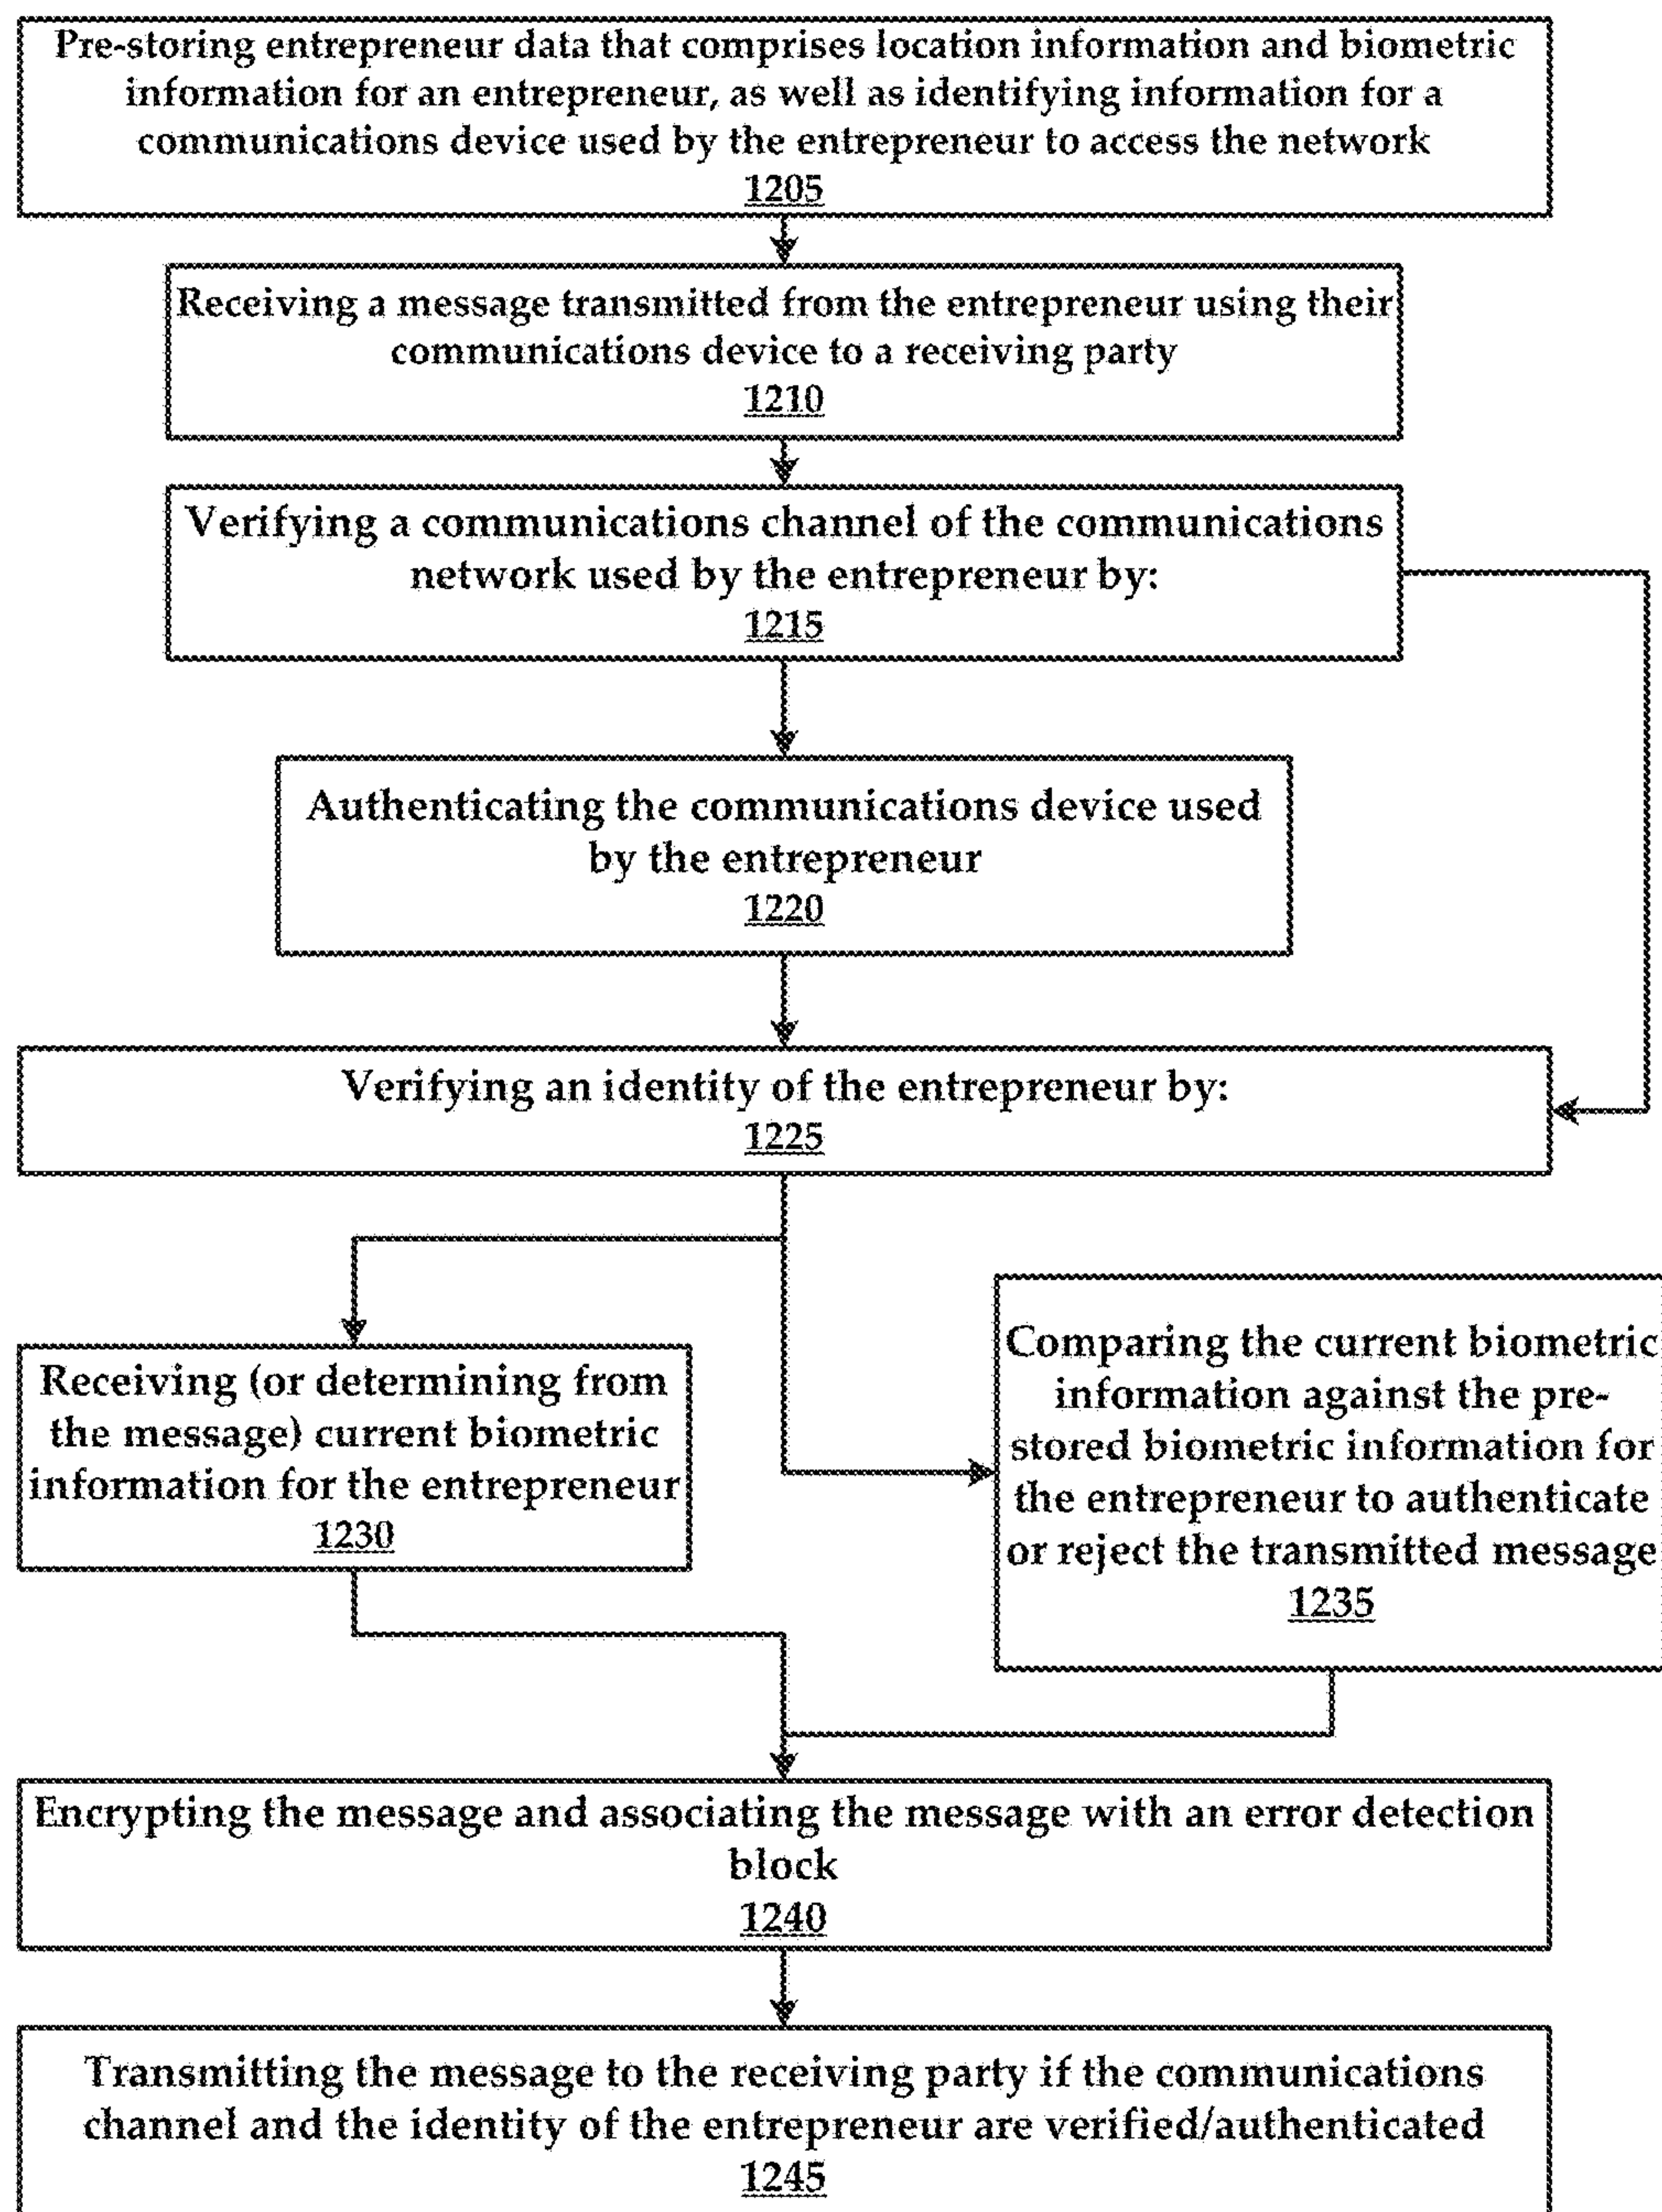 Pre-storing entrepreneur data that comprises location information and biometric
information for an entrepreneur, as well as identifying information for a
communications device used by the entrepreneur to access the network
1205
Receiving a message transmitted from the entrepreneur using their
communications device to a receiving party
1210
Verifying a communications channel of the communications
network used by the entrepreneur by:
1215
Authenticating the communications device used
by the entrepreneur
1220
Verifying an identity of the entrepreneur by:
1225
Receiving (or determining from
the message) current biometric
information for the entrepreneur
1230
Comparing the current biometric
information against the pre-
stored biometric information for
the entrepreneur to authenticate
or reject the transmitted message
1235
Encrypting the message and associating the message with an error detection
block
1240
Transmitting the message to the receiving party if the communications
channel and the identity of the entrepreneur are verified/authenticated
1245